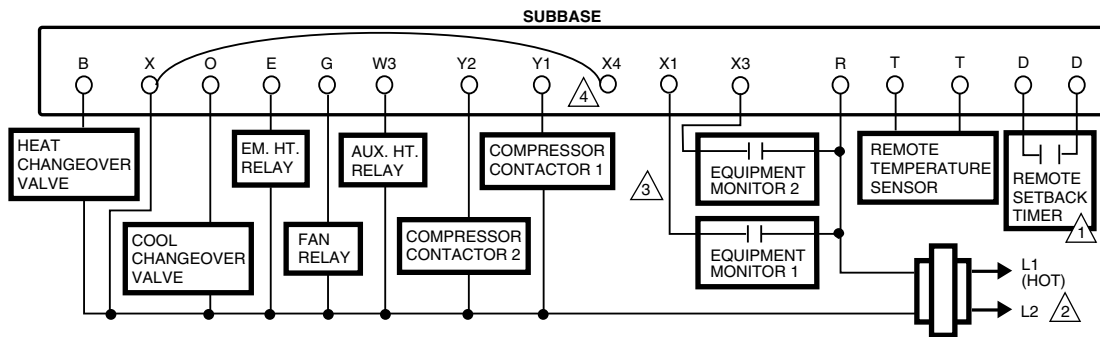 SUBBASE
B X O E G W3 Y2 Y1 X4 X1 X3 R T T D D
4
HEAT
CHANGEOVER
VALVE
EM. HT.
RELAY
AUX. HT.
RELAY
COMPRESSOR
CONTACTOR 1
3
EQUIPMENT
MONITOR 2
REMOTE
TEMPERATURE
SENSOR
REMOTE
SETBACK
TIMER
1
COOL
CHANGEOVER
VALVE
FAN
RELAY
COMPRESSOR
CONTACTOR 2
EQUIPMENT
MONITOR 1
L1
(HOT)
L2 2